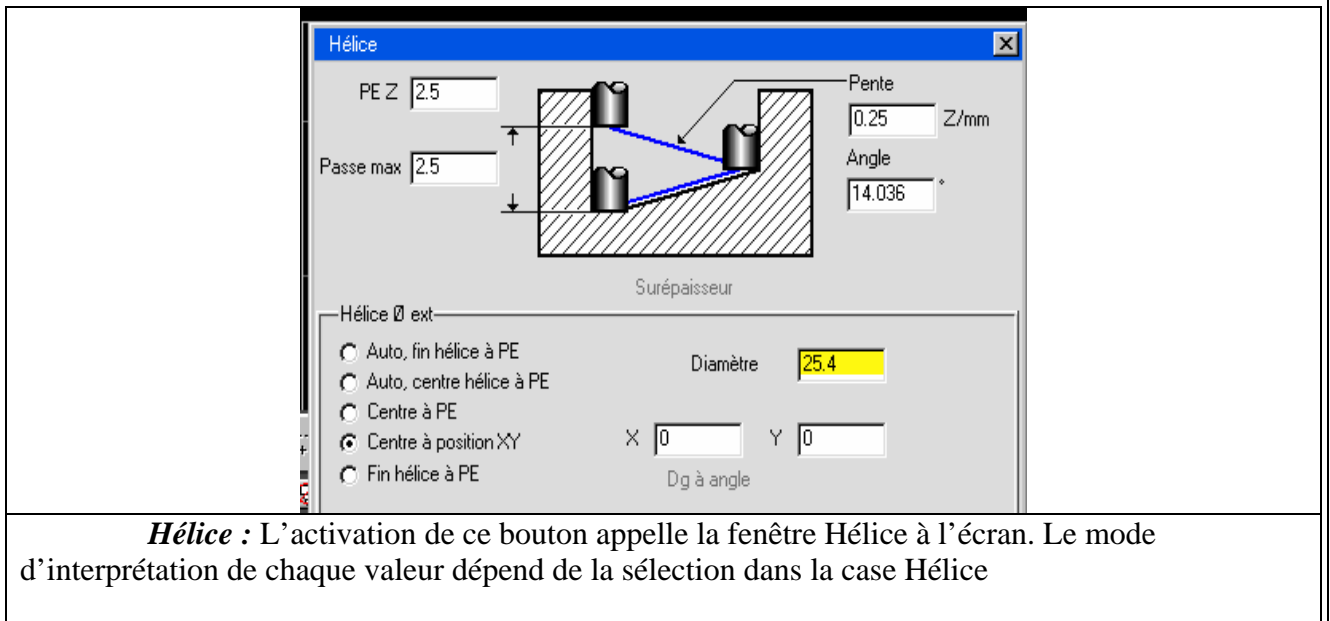 Hélice
PE Z 2.5
Pente
0.25 Z/mm
Passe max 2.5
Angle
14.036 °
Surépaisseur
Hélice Ø ext
Auto, fin hélice à PE
Diamètre 25.4
Auto, centre hélice à PE
Centre à PE
Centre à position XY X 0 Y 0
Fin hélice à PE
Dg à angle
Hélice : L’activation de ce bouton appelle la fenêtre Hélice à l’écran. Le mode
d’interprétation de chaque valeur dépend de la sélection dans la case Hélice